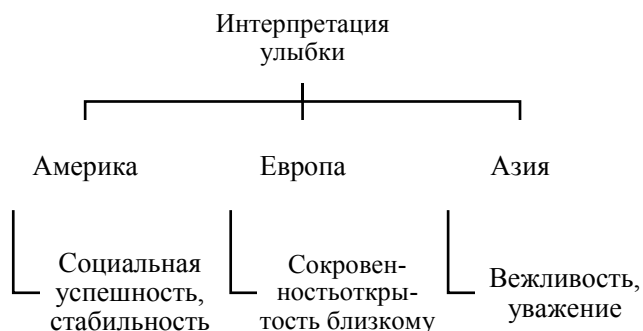 Интерпретация
улыбки
Америка
Европа
Азия
Социальная
успешность,
стабильность
Сокровен-
ностьоткры-
тость близкому
Вежливость,
уважение